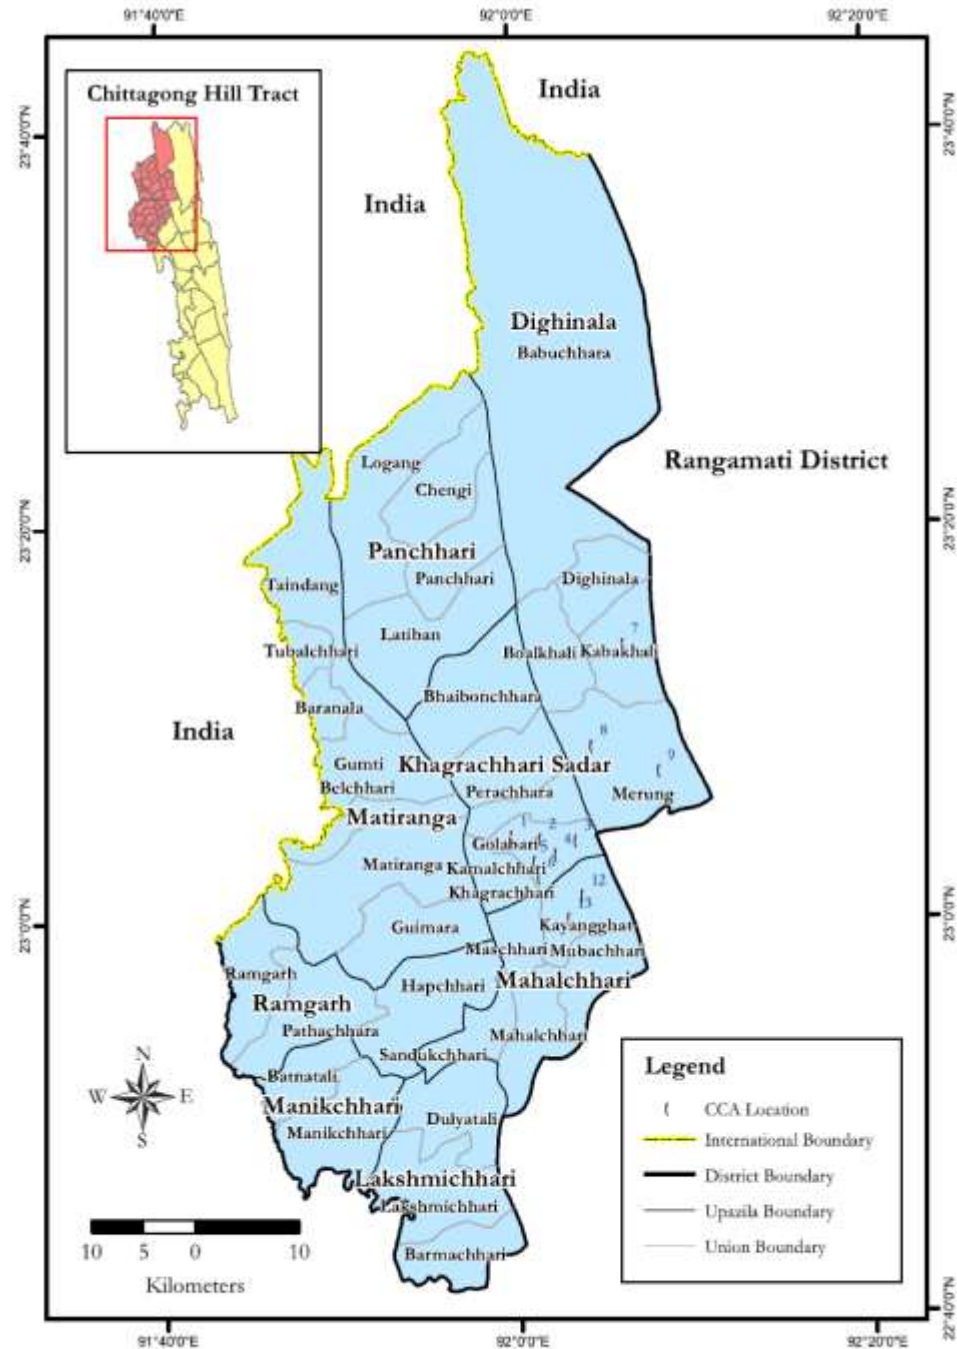 91°40'0"E
92°0'0"E
92°20'0"E
23°40'0"N
23°40'0"N
Chittagong Hill Tract
India
India
Dighinala
Babuchhara
Rangamati District
Logang
Chengi
23°20'0"N
23°20'0"N
Panchhari
Panchhari
Dighinala
Taindang
Latiban
7
Tubalchhari
Boalkhali
Kabakhali
Bhaibonchhara
Baranala
India
8
9
Gumti
Khagrachhari Sadar
Belchhari
Perachhara
Merung
Matiranga
1
2
3
Golabari
5
4
Matiranga
Kamalchhari
Khagrachhari
12
13
Guimara
Kayangghat
23°0'0"N
23°0'0"N
Maschhari
Mubachhari
Ramgarh
Hapchhari
Mahalchhari
Ramgarh
Pathachhara
Mahalchhari
Sandukchhari
Batnatali
Manikchhari
Dulyatali
Manikchhari
Lakshmichhari
Lakshmichhari
Barmachhari
N
W
E
S
10
5
0
10
Kilometers
Legend
CCA Location
International Boundary
District Boundary
Upazila Boundary
Union Boundary
22°40'0"N
91°40'0"E
92°0'0"E
92°20'0"E